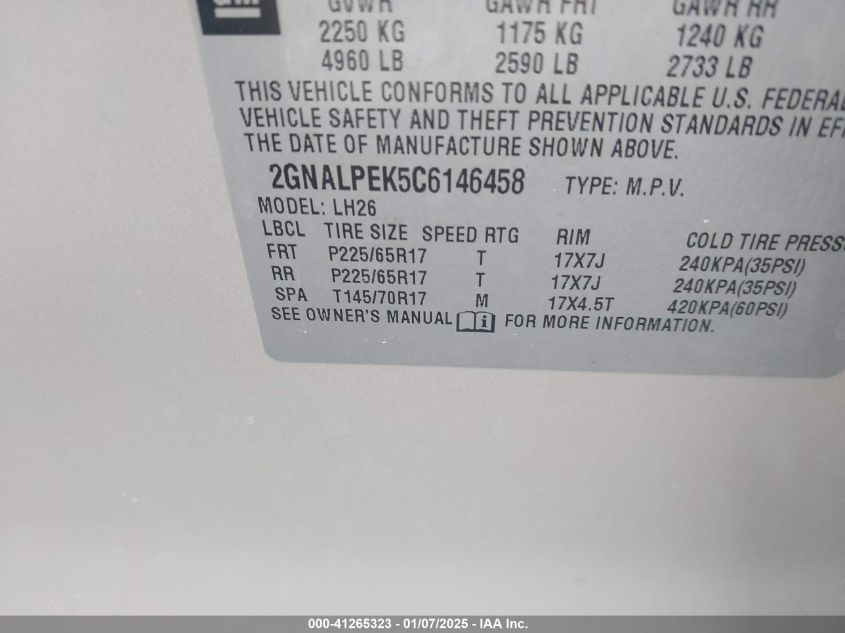 GM
GVWR GAWR FRT GAWR RR
2250 KG 1175 KG 1240 KG
4960 LB 2590 LB 2733 LB
THIS VEHICLE CONFORMS TO ALL APPLICABLE U.S. FEDERAL
VEHICLE SAFETY AND THEFT PREVENTION STANDARDS IN EF
THE DATE OF MANUFACTURE SHOWN ABOVE.
2GNALPEK5C6146458 TYPE: M.P.V.
MODEL: LH26
LBCL TIRE SIZE SPEED RTG RIM COLD TIRE PRESS
FRT P225/65R17 T 17X7J 240KPA(35PSI)
RR P225/65R17 T 17X7J 240KPA(35PSI)
SPA T145/70R17 M 17X4.5T 420KPA(60PSI)
SEE OWNER'S MANUAL i FOR MORE INFORMATION.
000-41265323 - 01/07/2025 - IAA Inc.